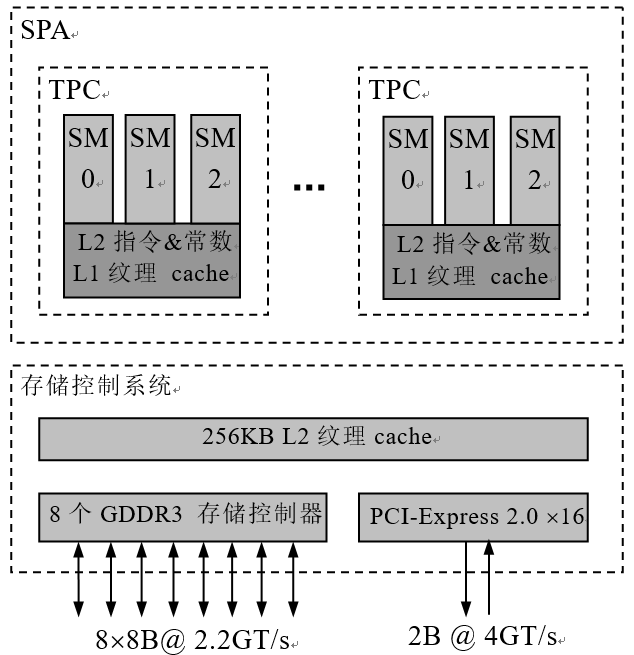 SPA
TPC
TPC
SM
0
SM
1
SM
2
...
SM
0
SM
1
SM
2
L2 指令&常数
L1 纹理 cache
L2 指令&常数
L1 纹理 cache
存储控制系统
256KB L2 纹理 cache
8 个 GDDR3 存储控制器
PCI-Express 2.0 ×16
8×8B@ 2.2GT/s
2B @ 4GT/s